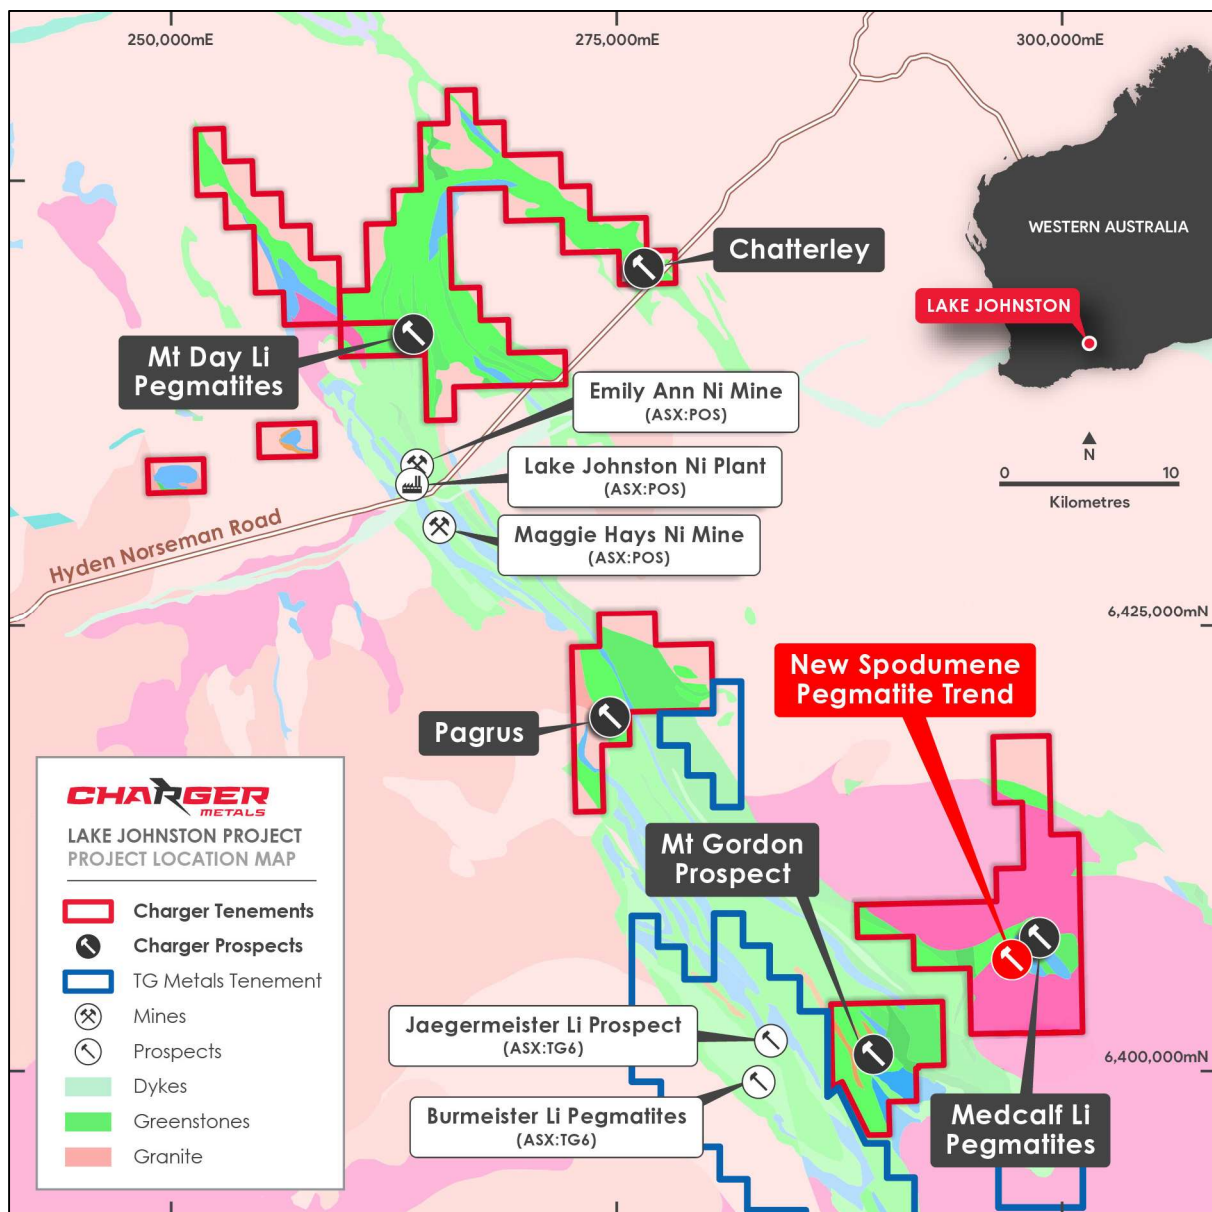 250,000mE
275,000mE
300,000mE
WESTERN AUSTRALIA
LAKE JOHNSTON
Chatterley
Mt Day Li
Pegmatites
Emily Ann Ni Mine
(ASX:POS)
Lake Johnston Ni Plant
(ASX:POS)
Maggie Hays Ni Mine
(ASX:POS)
N
0 10
Kilometres
Hyden Norseman Road
6,425,000mN
New Spodumene
Pegmatite Trend
Pagrus
Mt Gordon
Prospect
CHARGER
METALS
LAKE JOHNSTON PROJECT
PROJECT LOCATION MAP
Charger Tenements
Charger Prospects
TG Metals Tenement
Mines
Prospects
Dykes
Greenstones
Granite
Jaegermeister Li Prospect
(ASX:TG6)
Burmeister Li Pegmatites
(ASX:TG6)
6,400,000mN
Medcalf Li
Pegmatites